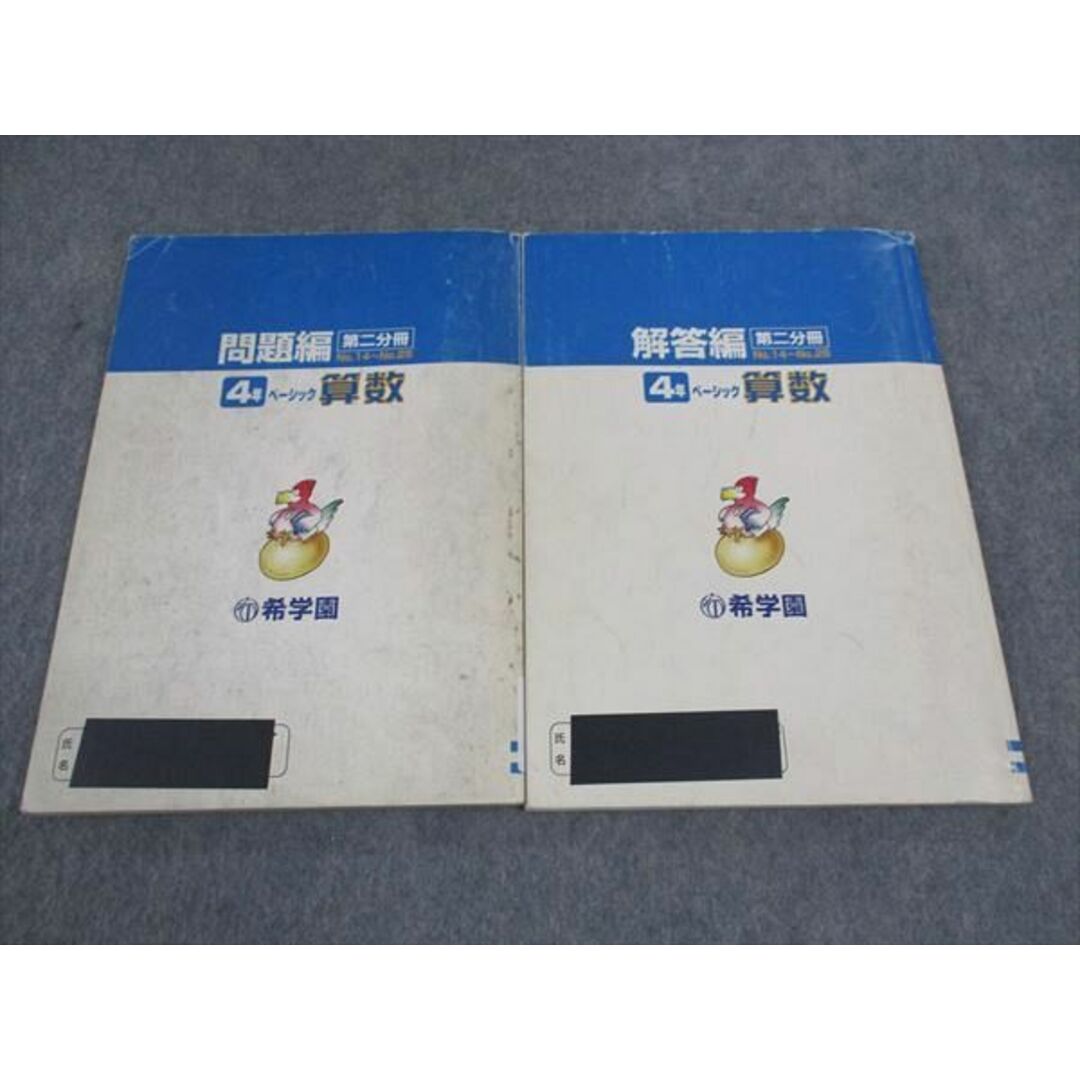 問題編 第二分冊
No.14～No.25
4年 ベーシック 算数
希学園
氏名
解答編 第二分冊
No.14～No.25
4年 ベーシック 算数
希学園
氏名